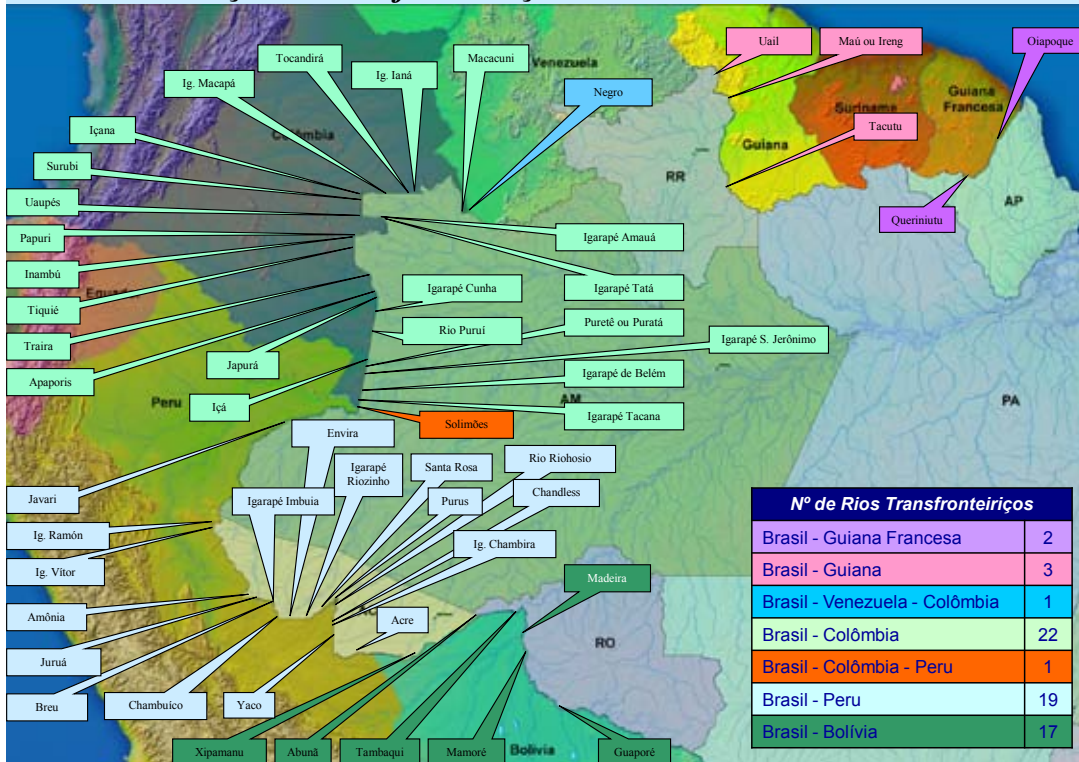 Uail
Maú ou Ireng
Oiapoque
Tocandirá
Ig. Ianá
Macacuni
Venezuela
Ig. Macapá
Negro
Guiana
Francesa
Suriname
Içana
Colômbia
Tacutu
Guiana
Surubi
RR
Uaupés
AP
Papuri
Queriniutu
Igarapé Amauá
Inambú
Equador
Igarapé Cunha
Igarapé Tatá
Tiquié
Puretê ou Puratá
Rio Puruí
Igarapé S. Jerônimo
Traira
Japurá
Igarapé de Belém
Apaporis
Peru
Içá
AM
PA
Igarapé Tacana
Solimões
Envira
Igarapé
Riozinho
Santa Rosa
Rio Riohosio
Javari
Igarapé Imbuia
Purus
Chandless
Ig. Ramón
Ig. Chambira
Ig. Vítor
Madeira
Amônia
Acre
RO
Juruá
Breu
Chambuíco
Yaco
Xipamanu
Abunã
Tambaqui
Mamoré
Bolívia
Guaporé
Nº de Rios Transfronteiriços
Brasil - Guiana Francesa 2
Brasil - Guiana 3
Brasil - Venezuela - Colômbia 1
Brasil - Colômbia 22
Brasil - Colômbia - Peru 1
Brasil - Peru 19
Brasil - Bolívia 17